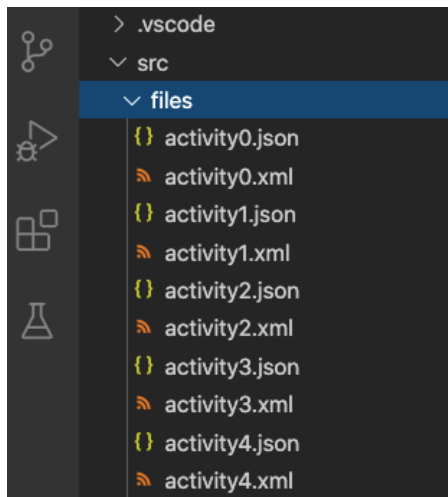 .vscode
src
files
activity0.json
activity0.xml
activity1.json
activity1.xml
activity2.json
activity2.xml
activity3.json
activity3.xml
activity4.json
activity4.xml